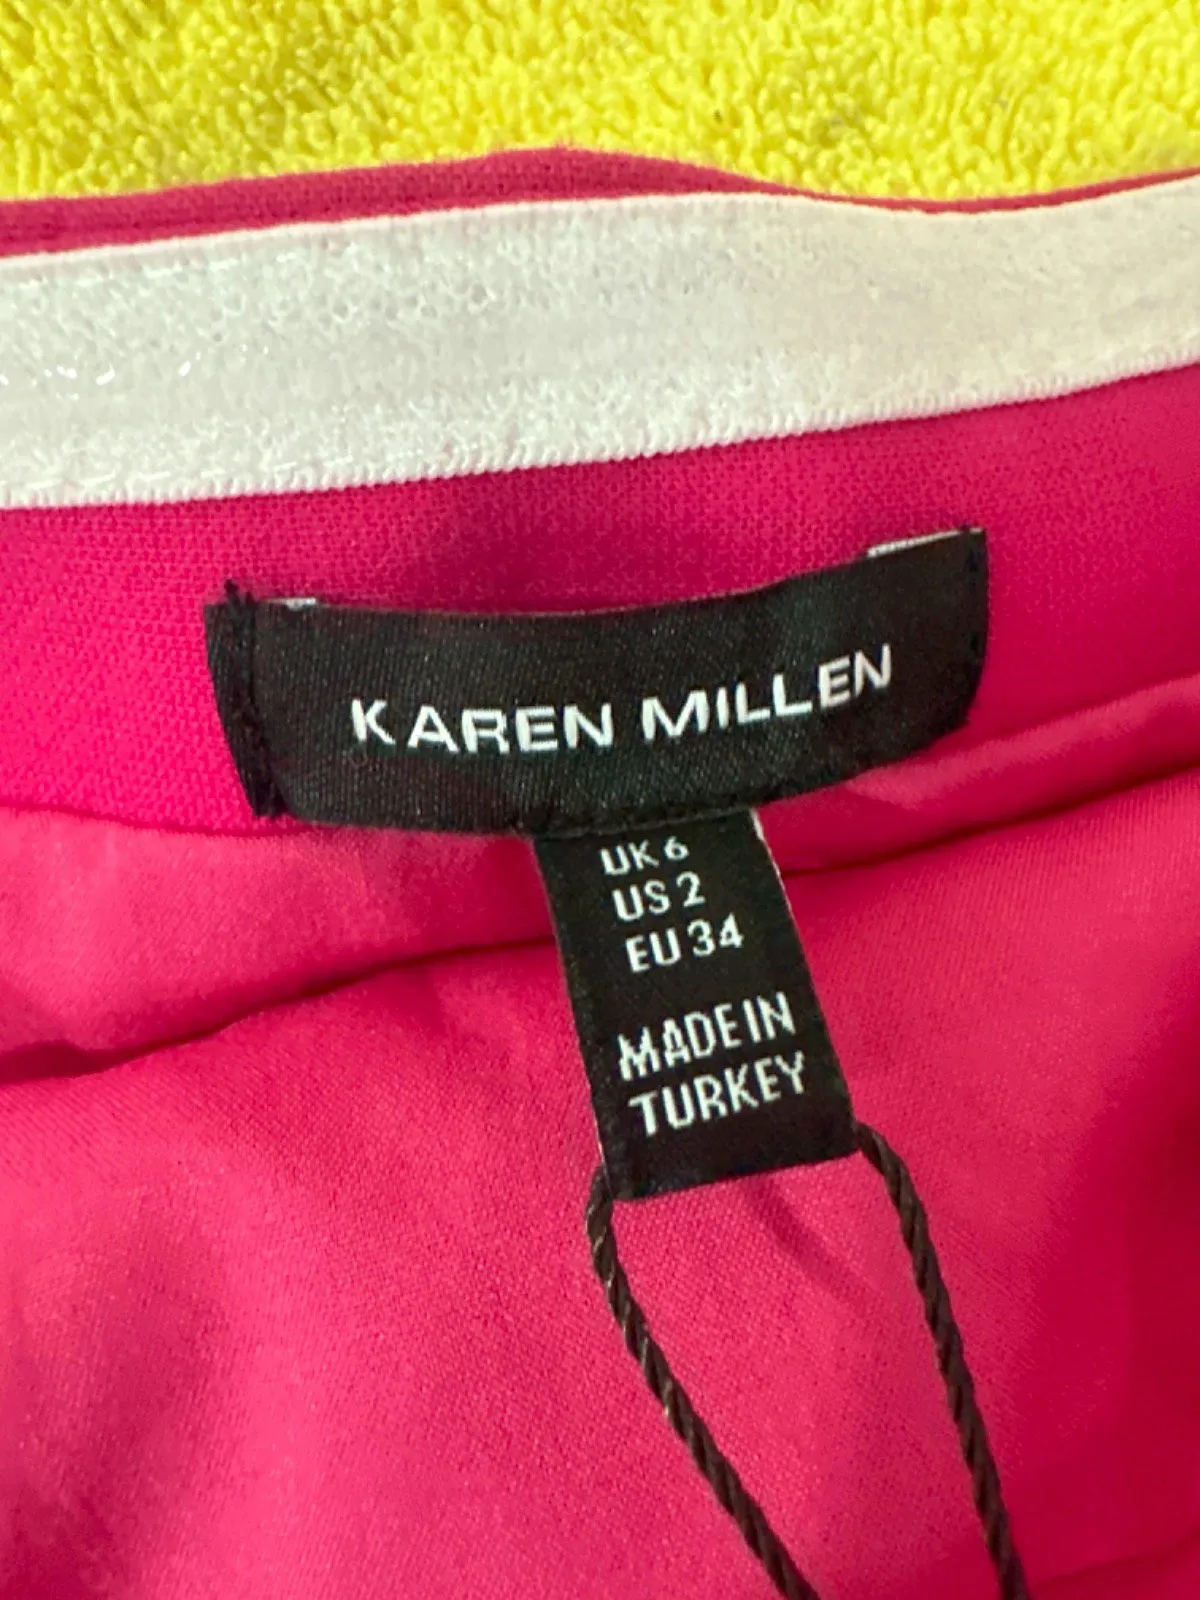 KAREN MILLEN
UK 6
US 2
EU 34
MADE IN
TURKEY